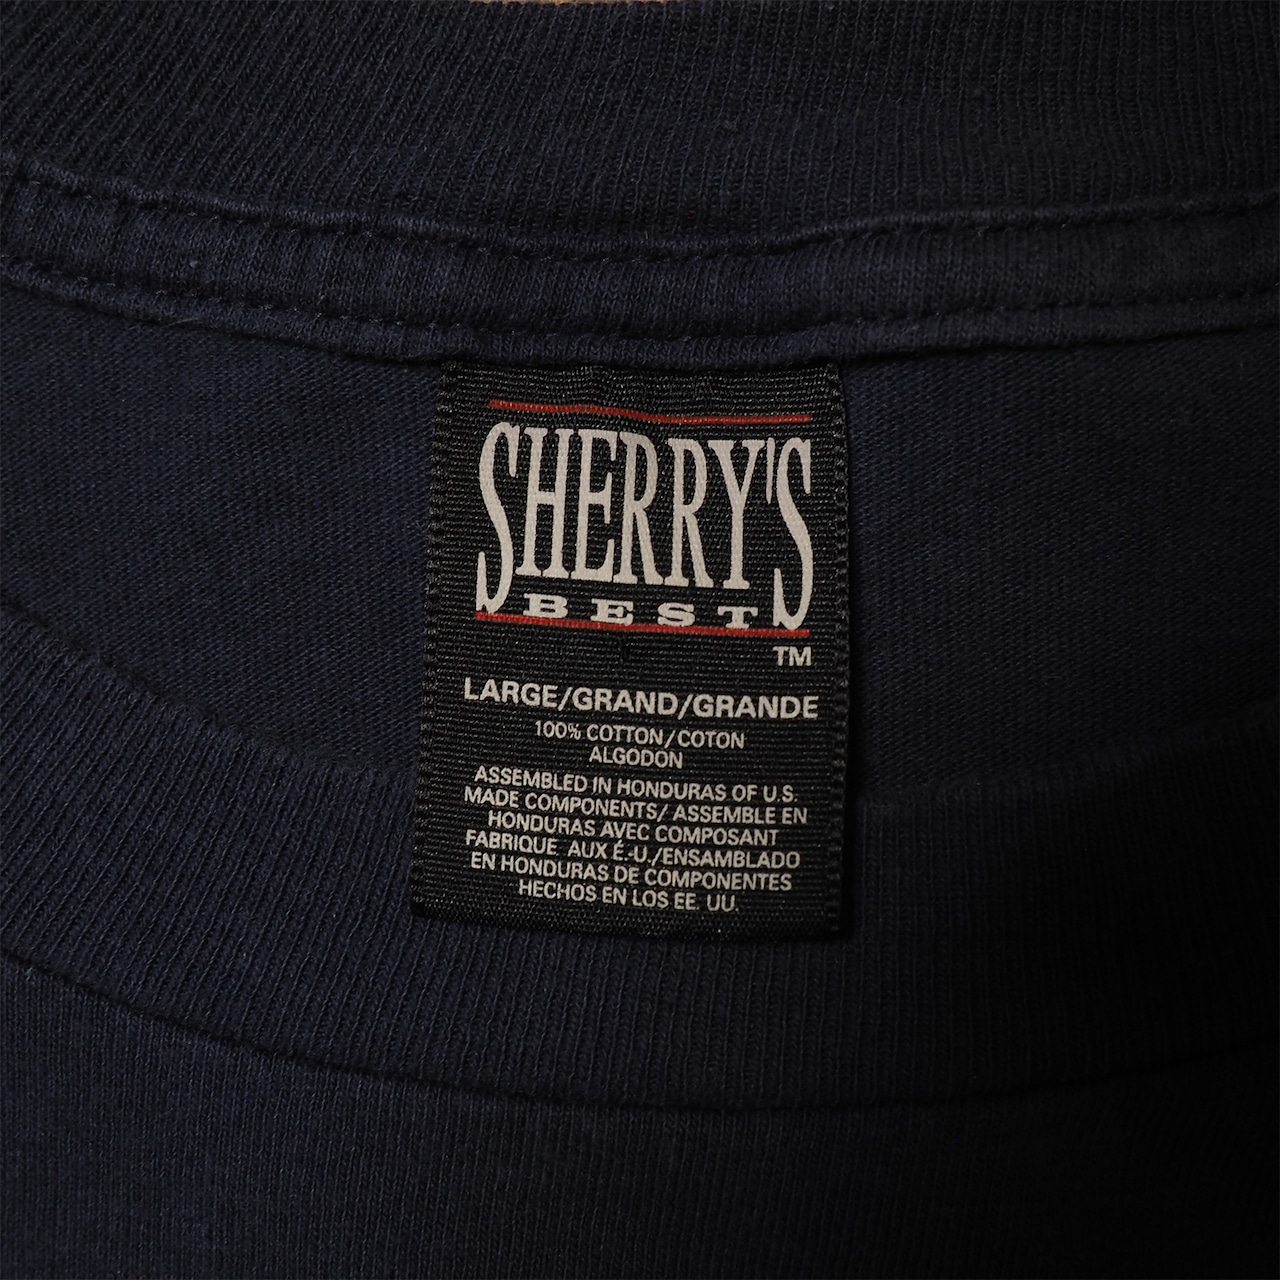 SHERRY'S
BEST
TM
LARGE/GRAND/GRANDE
100% COTTON/COTON
ALGODON
ASSEMBLED IN HONDURAS OF U.S.
MADE COMPONENTS/ ASSEMBLE EN
HONDURAS AVEC COMPOSANT
FABRIQUE AUX É.-U./ENSAMBLADO
EN HONDURAS DE COMPONENTES
HECHOS EN LOS EE. UU.